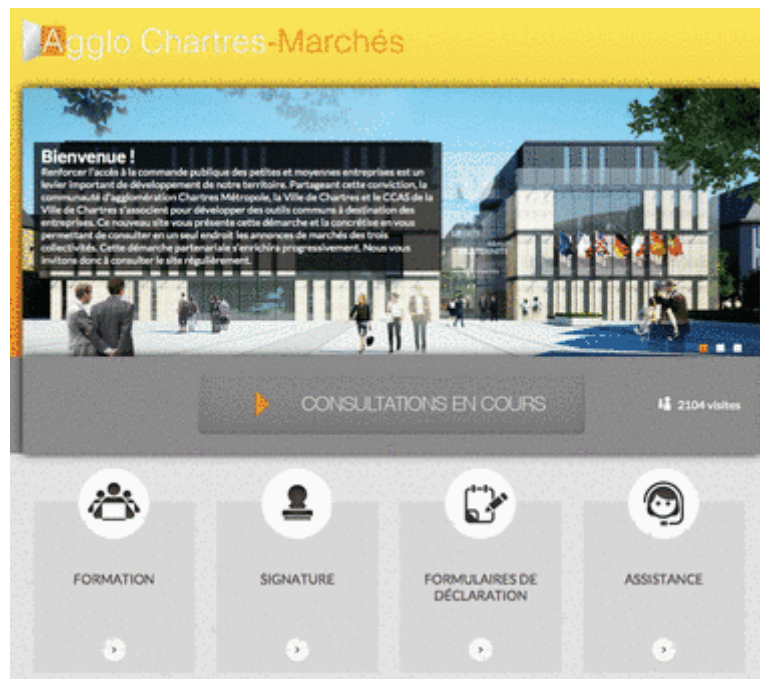 Agglo Chartres-Marchés
Bienvenue !
Renforcer l'accès à la commande publique des petites et moyennes entreprises est un
levier important de développement de notre territoire. Partageant cette conviction, la
communauté d'agglomération Chartres Métropole, la Ville de Chartres et le CCAS de la
Ville de Chartres s'associent pour développer des outils communs à destination des
entreprises. Ce nouveau site vous présente cette démarche et la concrétise en vous
permettant de consulter en un seul endroit les annonces de marchés des trois
collectivités. Cette démarche partenariale s'enrichira progressivement. Nous vous
invitons donc à consulter le site régulièrement.
CONSULTATIONS EN COURS
2104 visites
FORMATION
SIGNATURE
FORMULAIRES DE
DÉCLARATION
ASSISTANCE